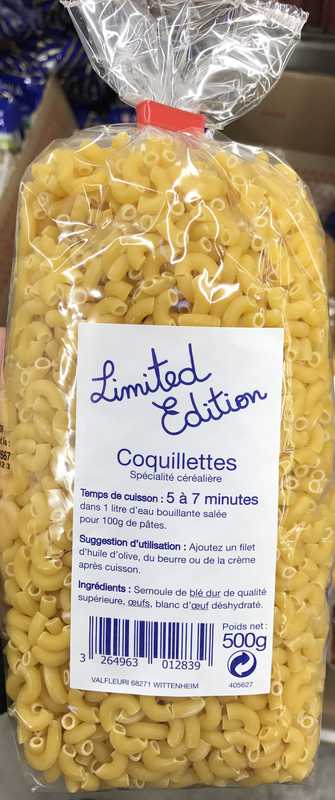 Limited
Edition
Coquillettes
Spécialité céréalière
Temps de cuisson : 5 à 7 minutes
dans 1 litre d'eau bouillante salée
pour 100g de pâtes.
Suggestion d'utilisation : Ajoutez un filet
d'huile d'olive, du beurre ou de la crème
après cuisson.
Ingrédients : Semoule de blé dur de qualité
supérieure, œufs, blanc d'œuf déshydraté.
Poids net :
500g
3 264963 012839
VALFLEURI 68271 WITTENHEIM
405627